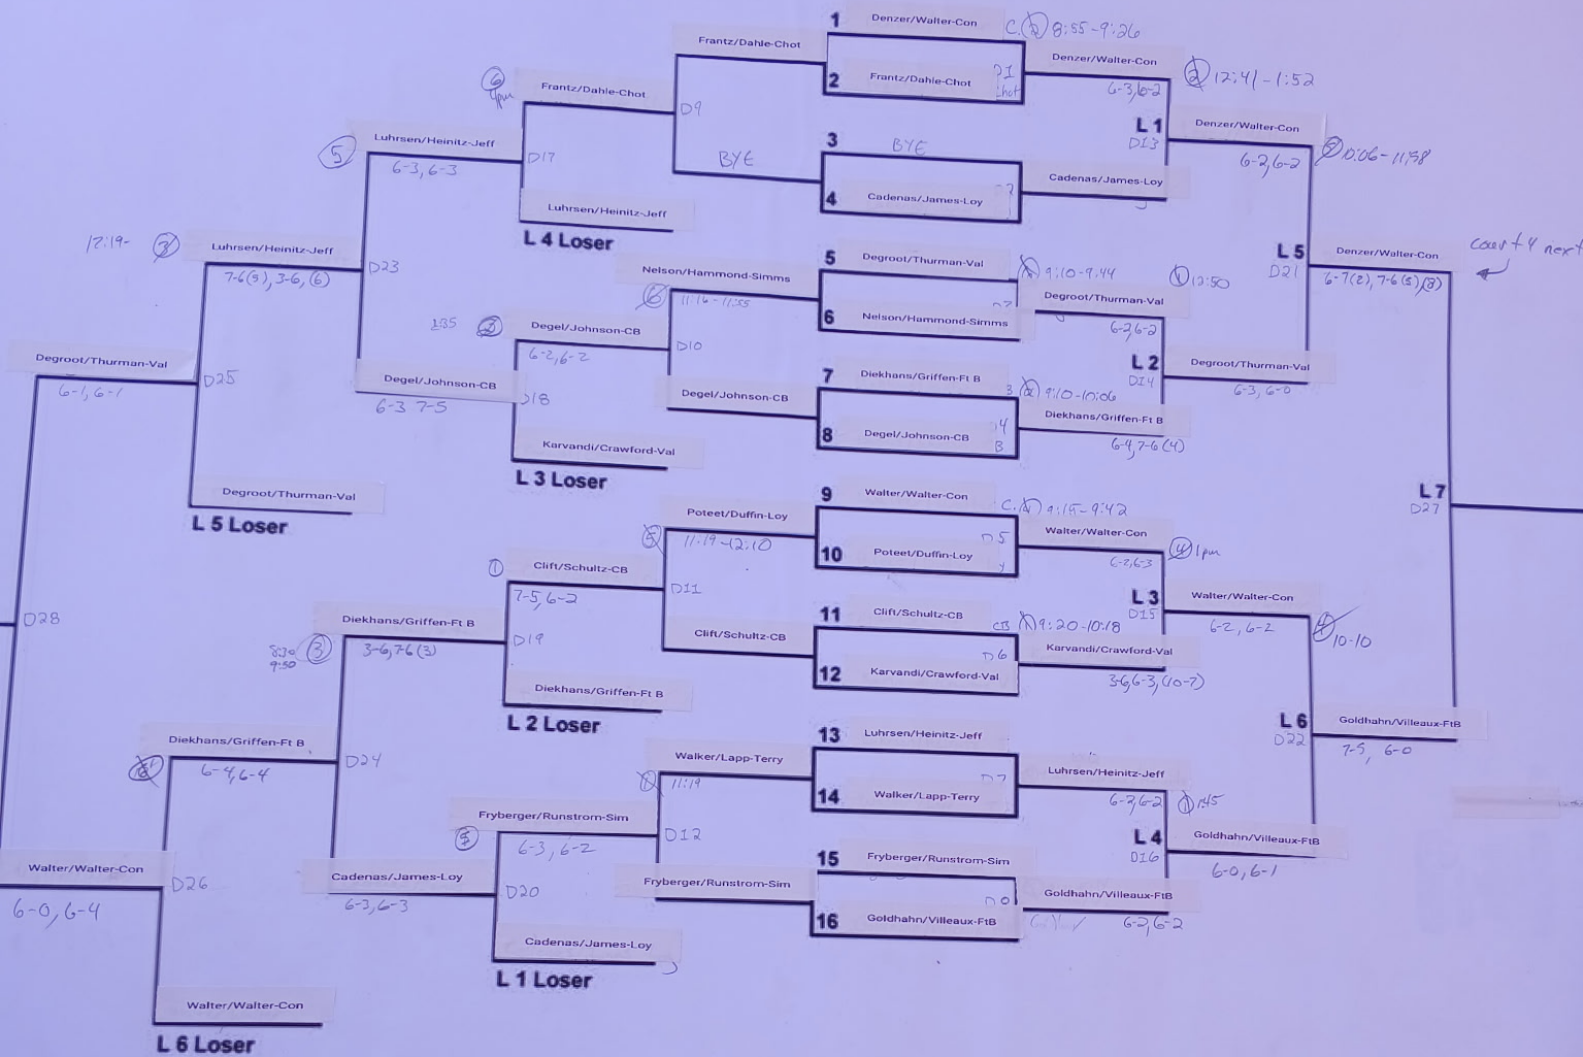 1 Denzer/Walter-Con
C. 8:55-9:26
Frantz/Dahle-Chot
2 Frantz/Dahle-Chot
Denzer/Walter-Con
6-3, 6-2
12:41-1:52
6
4pm
Frantz/Dahle-Chot
D9
L 1
D13
Denzer/Walter-Con
6-2, 6-2
5
Luhrsen/Heinitz-Jeff
6-3, 6-3
D17
BYE
3 BYE
4 Cadenas/James-Loy
Cadenas/James-Loy
Luhrsen/Heinitz-Jeff
L 4 Loser
12:19-
Luhrsen/Heinitz-Jeff
7-6(5), 3-6, (6)
D23
Nelson/Hammond-Simms
11:16-11:55
5 Degroot/Thurman-Val
9:10-9:44
6 Nelson/Hammond-Simms
Degroot/Thurman-Val
6-2, 6-2
12:50
L 5
D21
Denzer/Walter-Con
6-7(2), 7-6(5)
court 4 next
Degel/Johnson-CB
6-2, 6-2
D10
L 2
D14
Degroot/Thurman-Val
6-3, 6-0
Degroot/Thurman-Val
6-1, 6-1
D25
Degel/Johnson-CB
6-3 7-5
D18
Degel/Johnson-CB
7 Diekhans/Griffen-Ft B
9:10-10:06
8 Degel/Johnson-CB
Diekhans/Griffen-Ft B
6-4, 7-6(4)
Karvandi/Crawford-Val
L 3 Loser
Degroot/Thurman-Val
L 5 Loser
9 Walter/Walter-Con
C. 9:15-9:42
L 7
D27
Poteet/Duffin-Loy
11:19-12:10
10 Poteet/Duffin-Loy
D5
Walter/Walter-Con
6-2, 6-3
4 1pm
1
Clift/Schultz-CB
7-5, 6-2
D11
L 3
D15
Walter/Walter-Con
6-2, 6-2
10-10
D28
Diekhans/Griffen-Ft B
3-6, 7-6(3)
8:30
9:50
3
D19
Clift/Schultz-CB
11 Clift/Schultz-CB
CB 9:20-10:18
D6
12 Karvandi/Crawford-Val
Karvandi/Crawford-Val
3-6, 6-3, (10-7)
Diekhans/Griffen-Ft B
L 2 Loser
L 6
D22
Goldhahn/Villeaux-FtB
7-5, 6-0
Diekhans/Griffen-Ft B
6-4, 6-4
D24
Walker/Lapp-Terry
11:19
13 Luhrsen/Heinitz-Jeff
D7
14 Walker/Lapp-Terry
Luhrsen/Heinitz-Jeff
6-2, 6-2
1:45
Fryberger/Runstrom-Sim
6-3, 6-2
D12
L 4
D16
Goldhahn/Villeaux-FtB
6-0, 6-1
Walter/Walter-Con
6-0, 6-4
D26
Cadenas/James-Loy
6-3, 6-3
D20
Fryberger/Runstrom-Sim
15 Fryberger/Runstrom-Sim
16 Goldhahn/Villeaux-FtB
Goldhahn/Villeaux-FtB
6-2, 6-2
Cadenas/James-Loy
L 1 Loser
Walter/Walter-Con
L 6 Loser